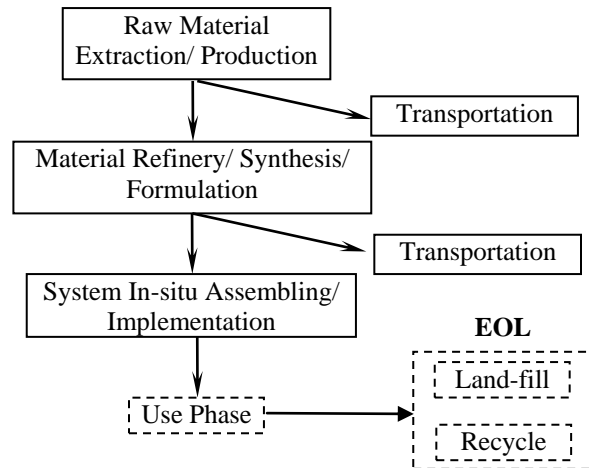 Raw Material
Extraction/ Production
Transportation
Material Refinery/ Synthesis/
Formulation
Transportation
System In-situ Assembling/
Implementation
EOL
Land-fill
Use Phase
Recycle